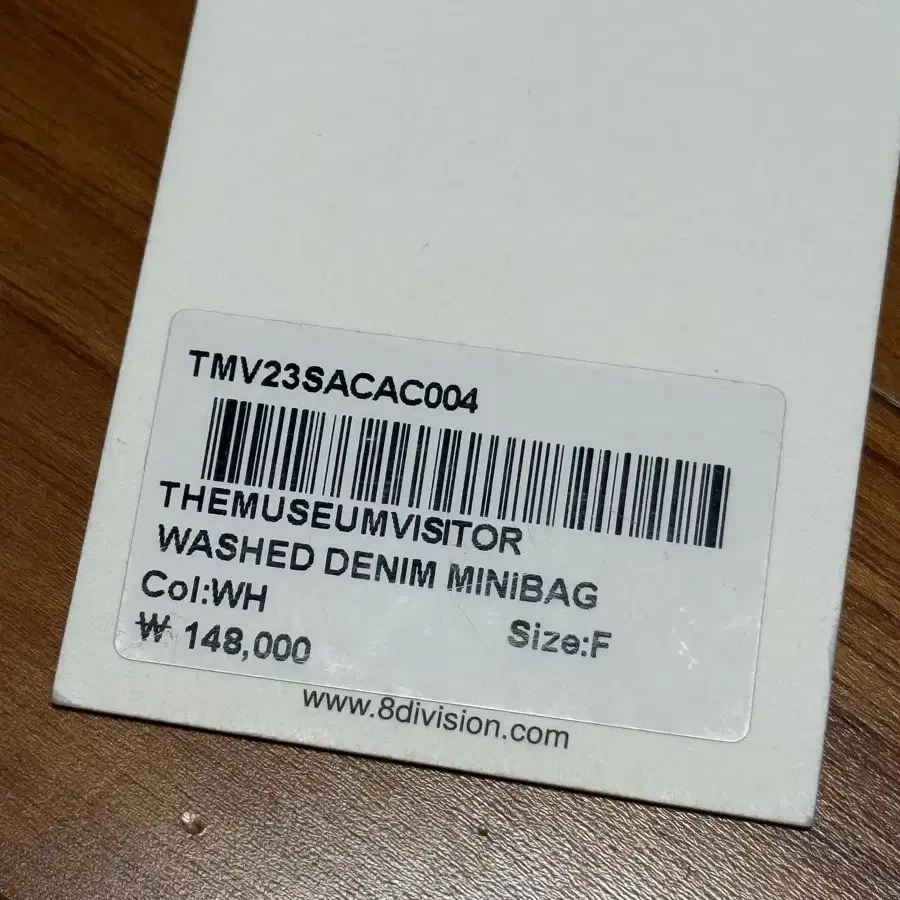 TMV23SACAC004
THEMUSEUMVISITOR
WASHED DENIM MINIBAG
Col:WH
Size:F
₩ 148,000
www.8division.com